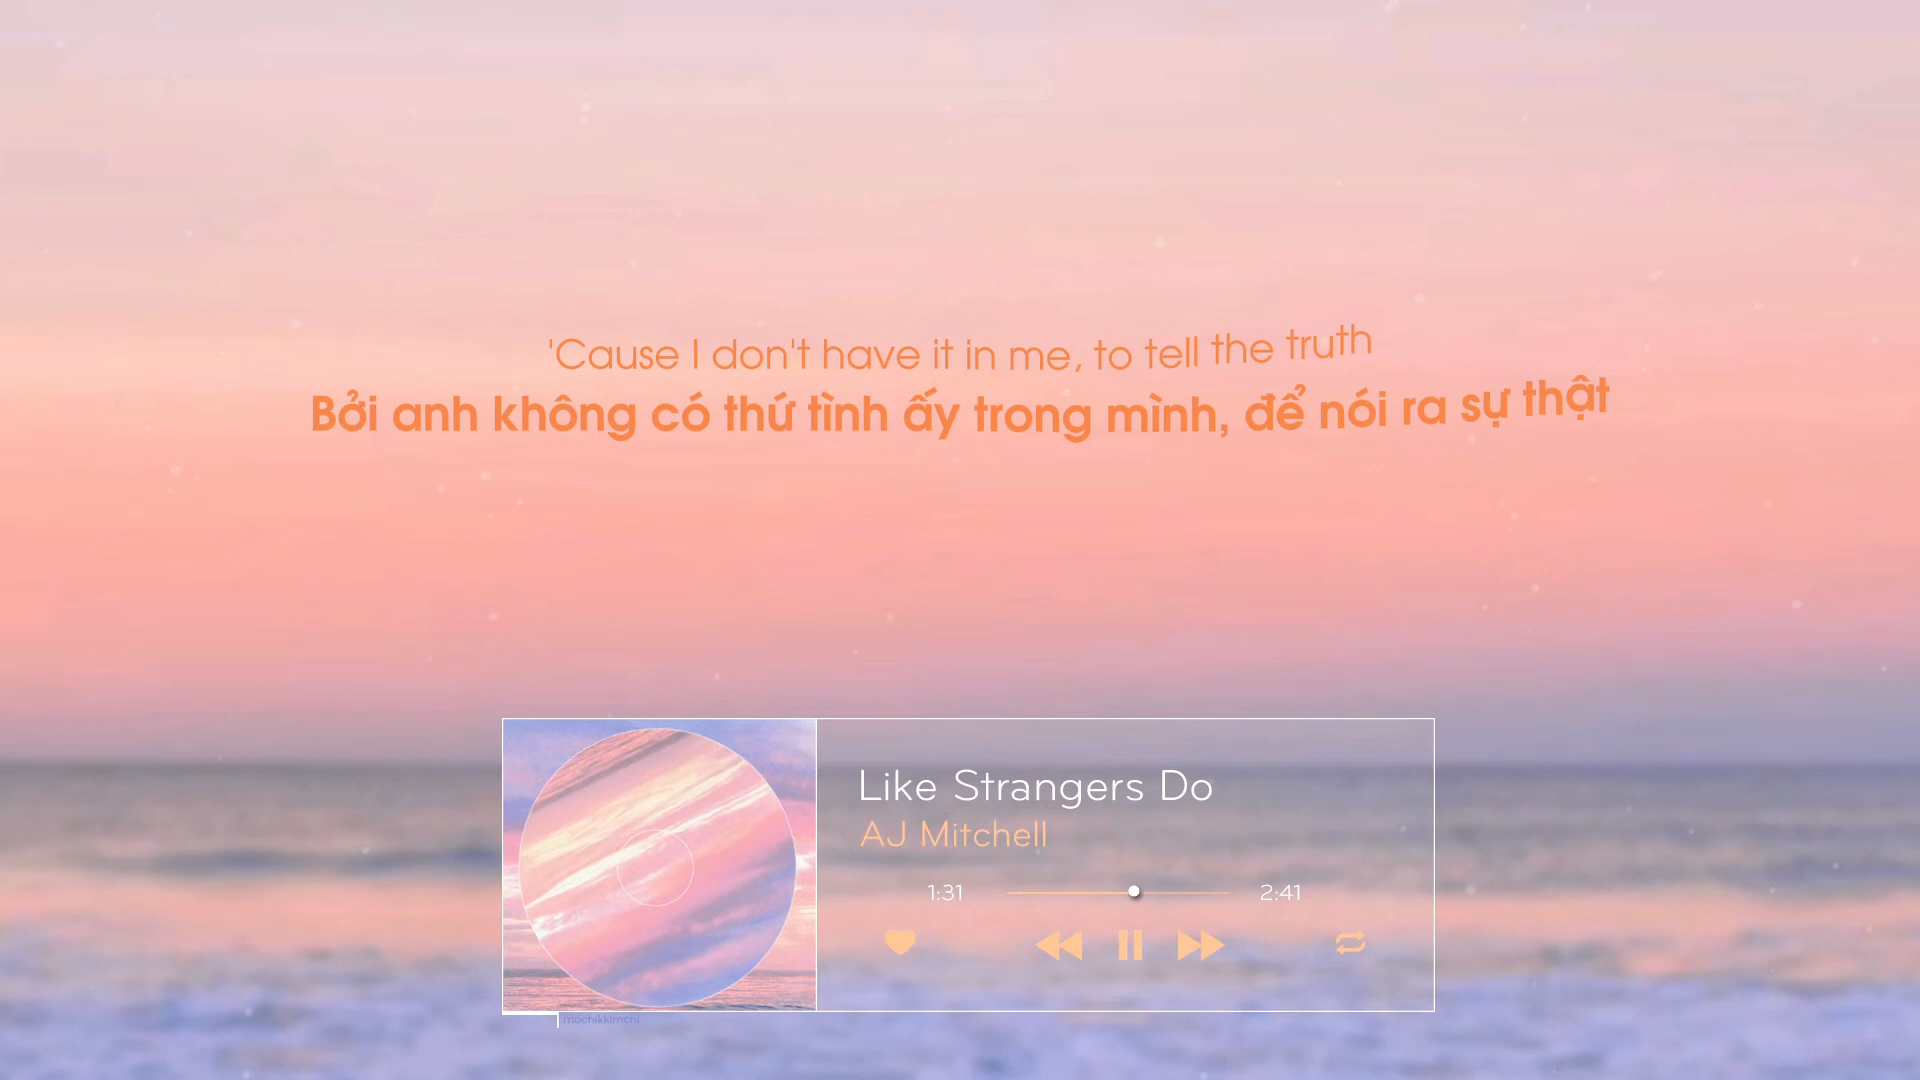 'Cause I don't have it in me, to tell the truth
Bởi anh không có thứ tình ấy trong mình, để nói ra sự thật
Like Strangers Do
AJ Mitchell
1:31 2:41
mochikkimchi